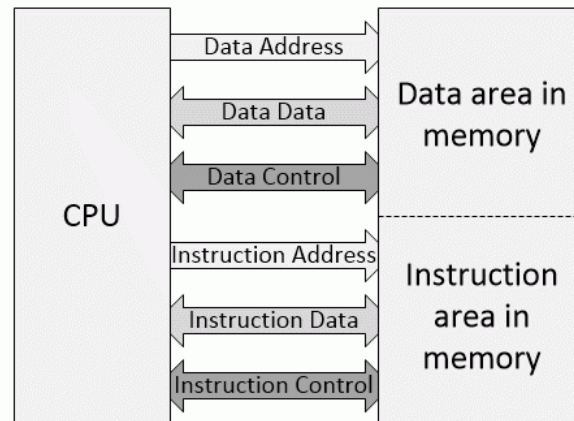 CPU
Data Address
Data Data
Data Control
Instruction Address
Instruction Data
Instruction Control
Data area in
memory
Instruction
area in
memory